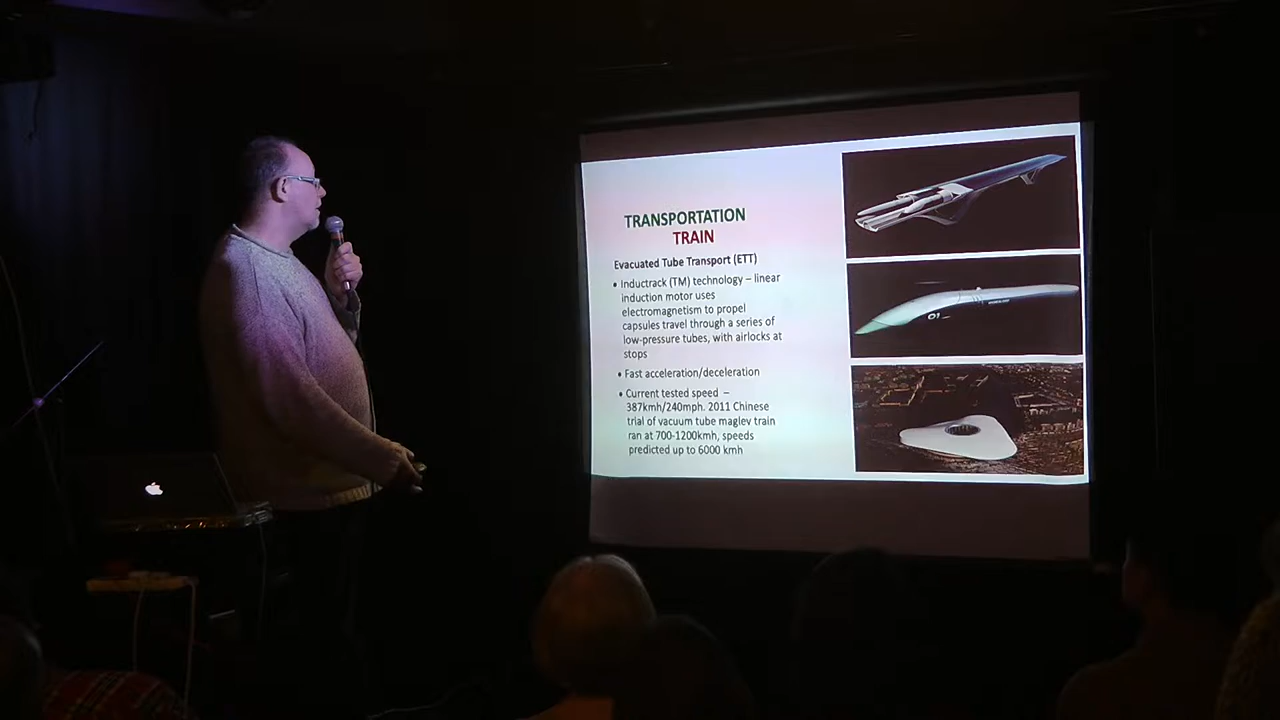 TRANSPORTATION
TRAIN
Evacuated Tube Transport (ETT)
• Inductrack (TM) technology – linear
induction motor uses
electromagnetism to propel
capsules travel through a series of
low-pressure tubes, with airlocks at
stops
• Fast acceleration/deceleration
• Current tested speed –
387kmh/240mph. 2011 Chinese
trial of vacuum tube maglev train
ran at 700-1200kmh, speeds
predicted up to 6000 kmh
01